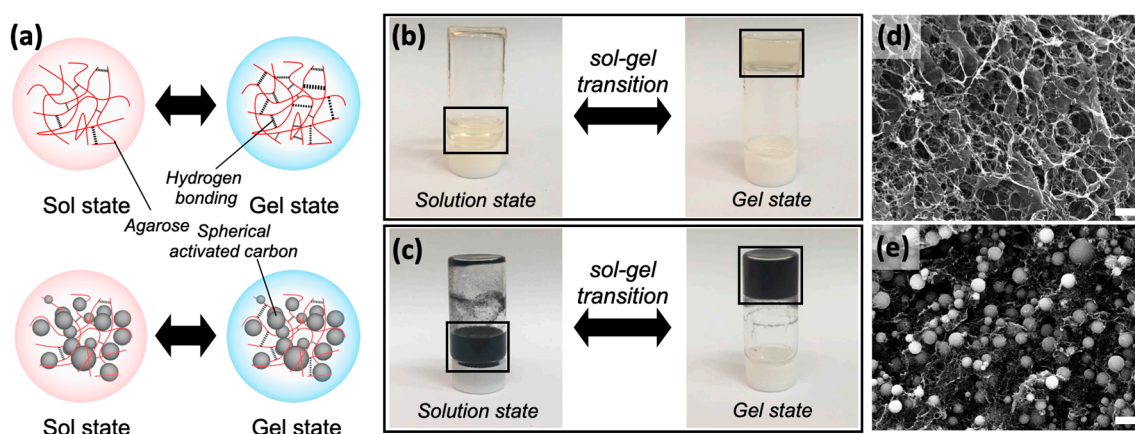 (a)
Sol state
Gel state
Hydrogen
bonding
Agarose
Spherical
activated carbon
Sol state
Gel state
(b)
sol-gel
transition
Solution state
Gel state
(c)
sol-gel
transition
Solution state
Gel state
(d)
(e)